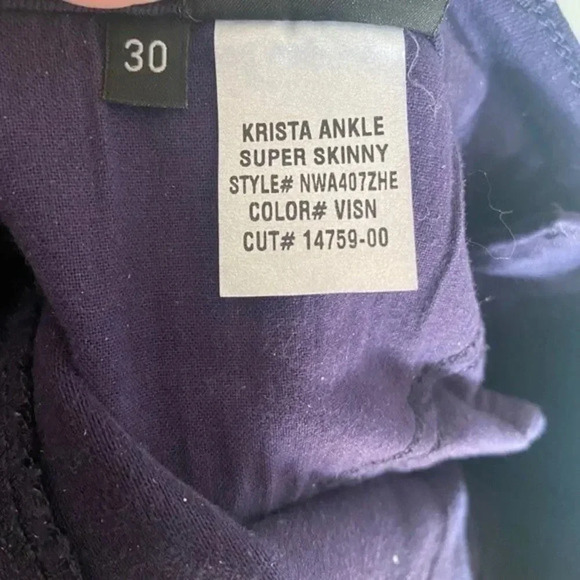 30
KRISTA ANKLE
SUPER SKINNY
STYLE# NWA407ZHE
COLOR# VISN
CUT# 14759-00